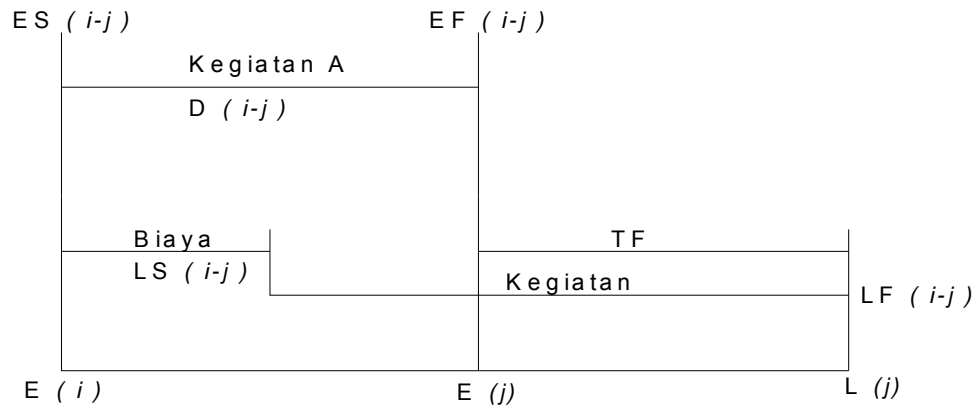 ES (i-j) EF (i-j)
Kegiatan A
D (i-j)
Biaya TF
LS (i-j)
Kegiatan
LF (i-j)
E (i) E (j) L (j)